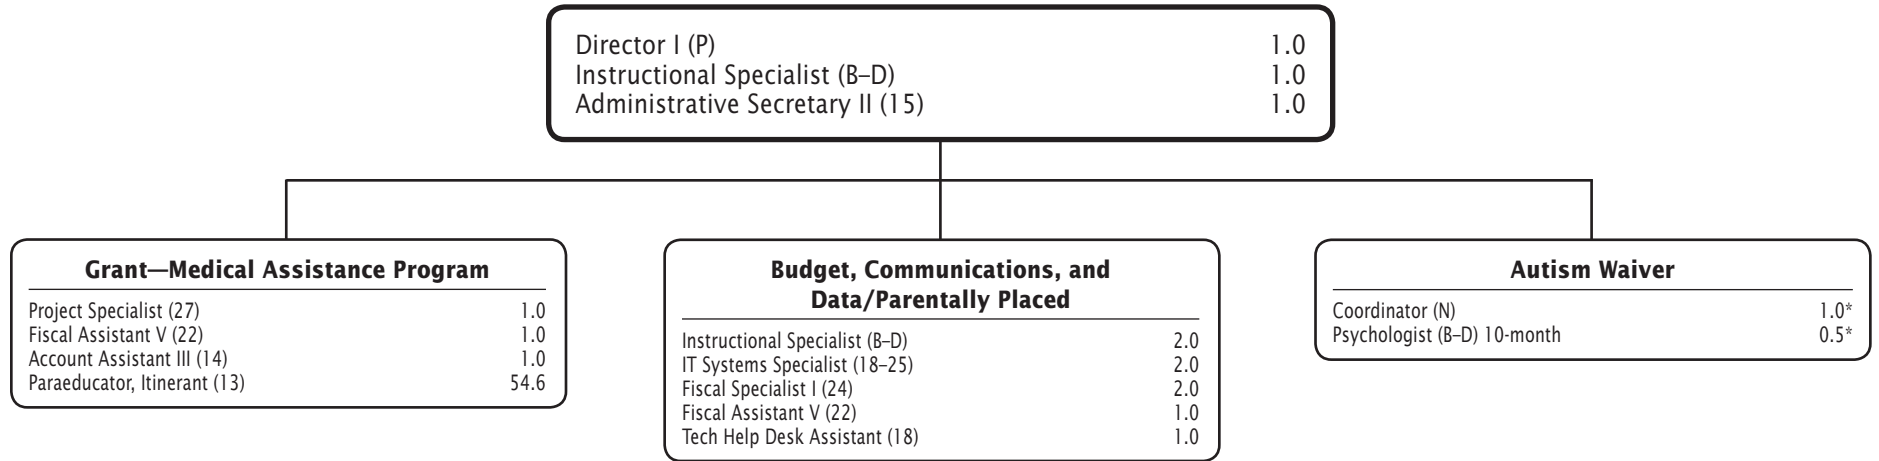 Director I (P) 1.0
Instructional Specialist (B–D) 1.0
Administrative Secretary II (15) 1.0
Grant—Medical Assistance Program
Project Specialist (27) 1.0
Fiscal Assistant V (22) 1.0
Account Assistant III (14) 1.0
Paraeducator, Itinerant (13) 54.6
Budget, Communications, and
Data/Parentally Placed
Instructional Specialist (B–D) 2.0
IT Systems Specialist (18–25) 2.0
Fiscal Specialist I (24) 2.0
Fiscal Assistant V (22) 1.0
Tech Help Desk Assistant (18) 1.0
Autism Waiver
Coordinator (N) 1.0*
Psychologist (B–D) 10-month 0.5*